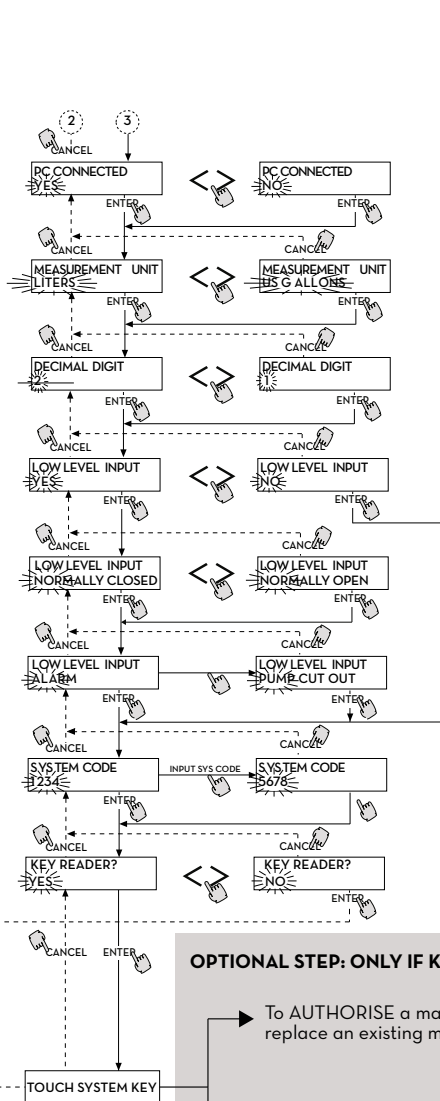 2 3
CANCEL
PC CONNECTED PC CONNECTED
YES NO
ENTER ENTER
CANCEL CANCEL
MEASUREMENT UNIT MEASUREMENT UNIT
LITERS US G ALLONS
ENTER ENTER
CANCEL CANCEL
DECIMAL DIGIT DECIMAL DIGIT
2 1
ENTER ENTER
CANCEL CANCEL
LOW LEVEL INPUT LOW LEVEL INPUT
YES NO
ENTER ENTER
CANCEL CANCEL
LOW LEVEL INPUT LOW LEVEL INPUT
NORMALLY CLOSED NORMALLY OPEN
ENTER ENTER
CANCEL CANCEL
LOW LEVEL INPUT LOW LEVEL INPUT
ALARM PUMP CUT OUT
ENTER ENTER
CANCEL CANCEL
SYSTEM CODE INPUT SYS CODE SYSTEM CODE
1234 5678
ENTER
CANCEL CANCEL
KEY READER? KEY READER?
YES NO
ENTER
CANCEL ENTER
OPTIONAL STEP: ONLY IF K
To AUTHORISE a ma
replace an existing m
TOUCH SYSTEM KEY